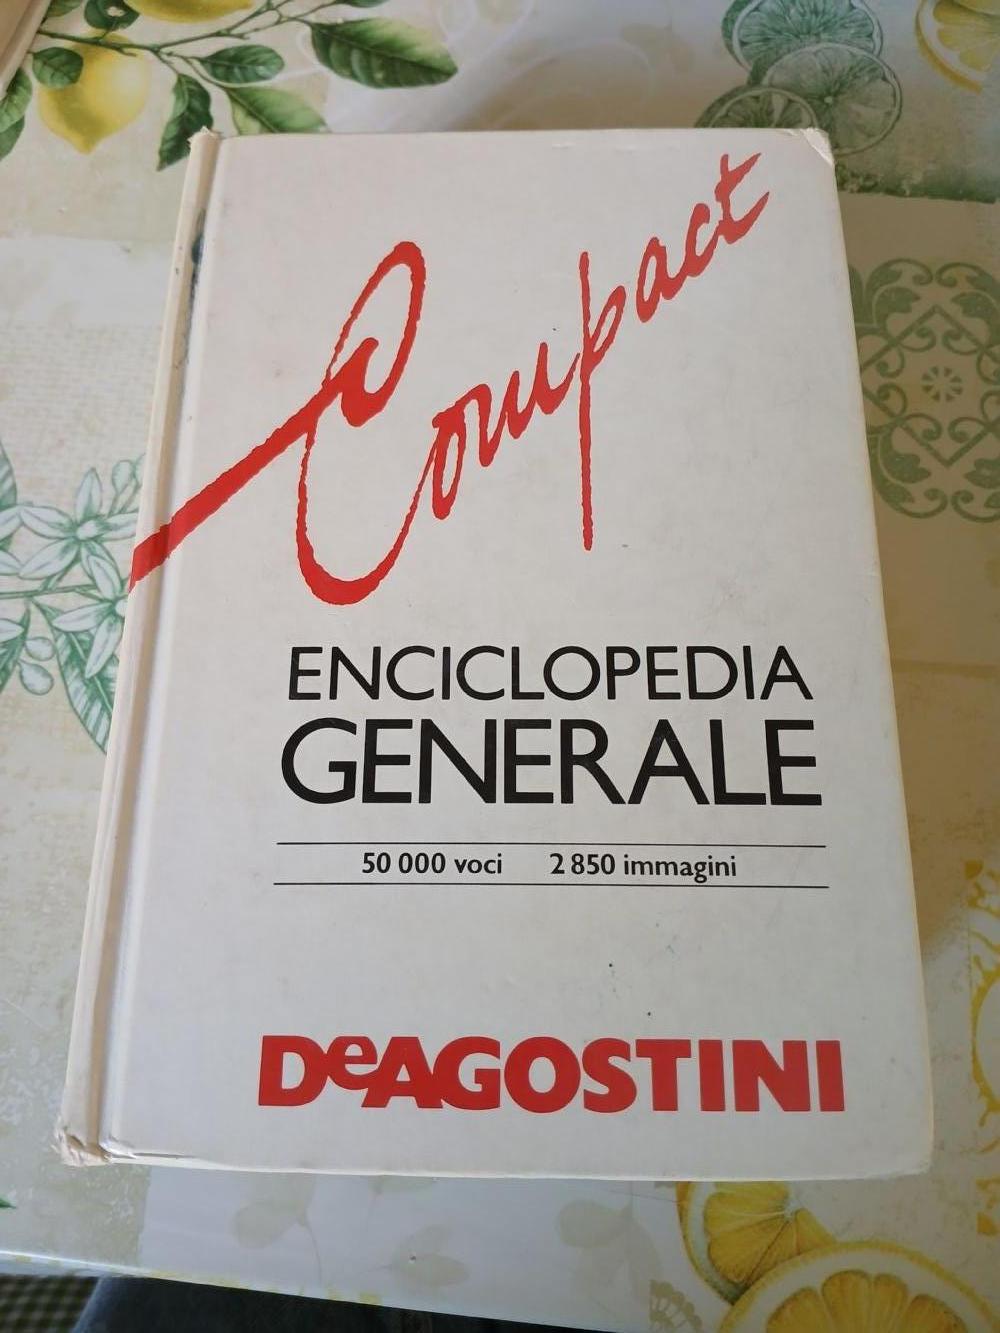 Compact
ENCICLOPEDIA
GENERALE
50 000 voci 2 850 immagini
DeAGOSTINI